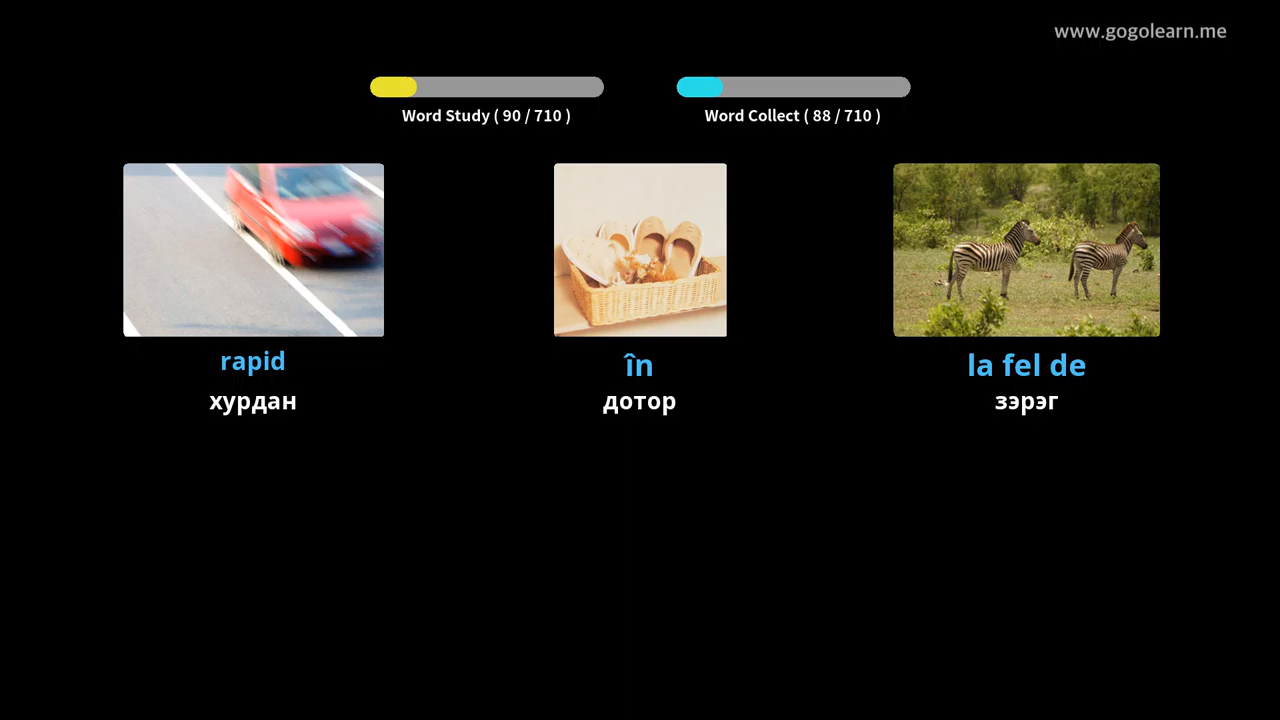 www.gogolearn.me
Word Study ( 90 / 710 )
Word Collect ( 88 / 710 )
rapid
în
la fel de
хурдан
дотор
зэрэг